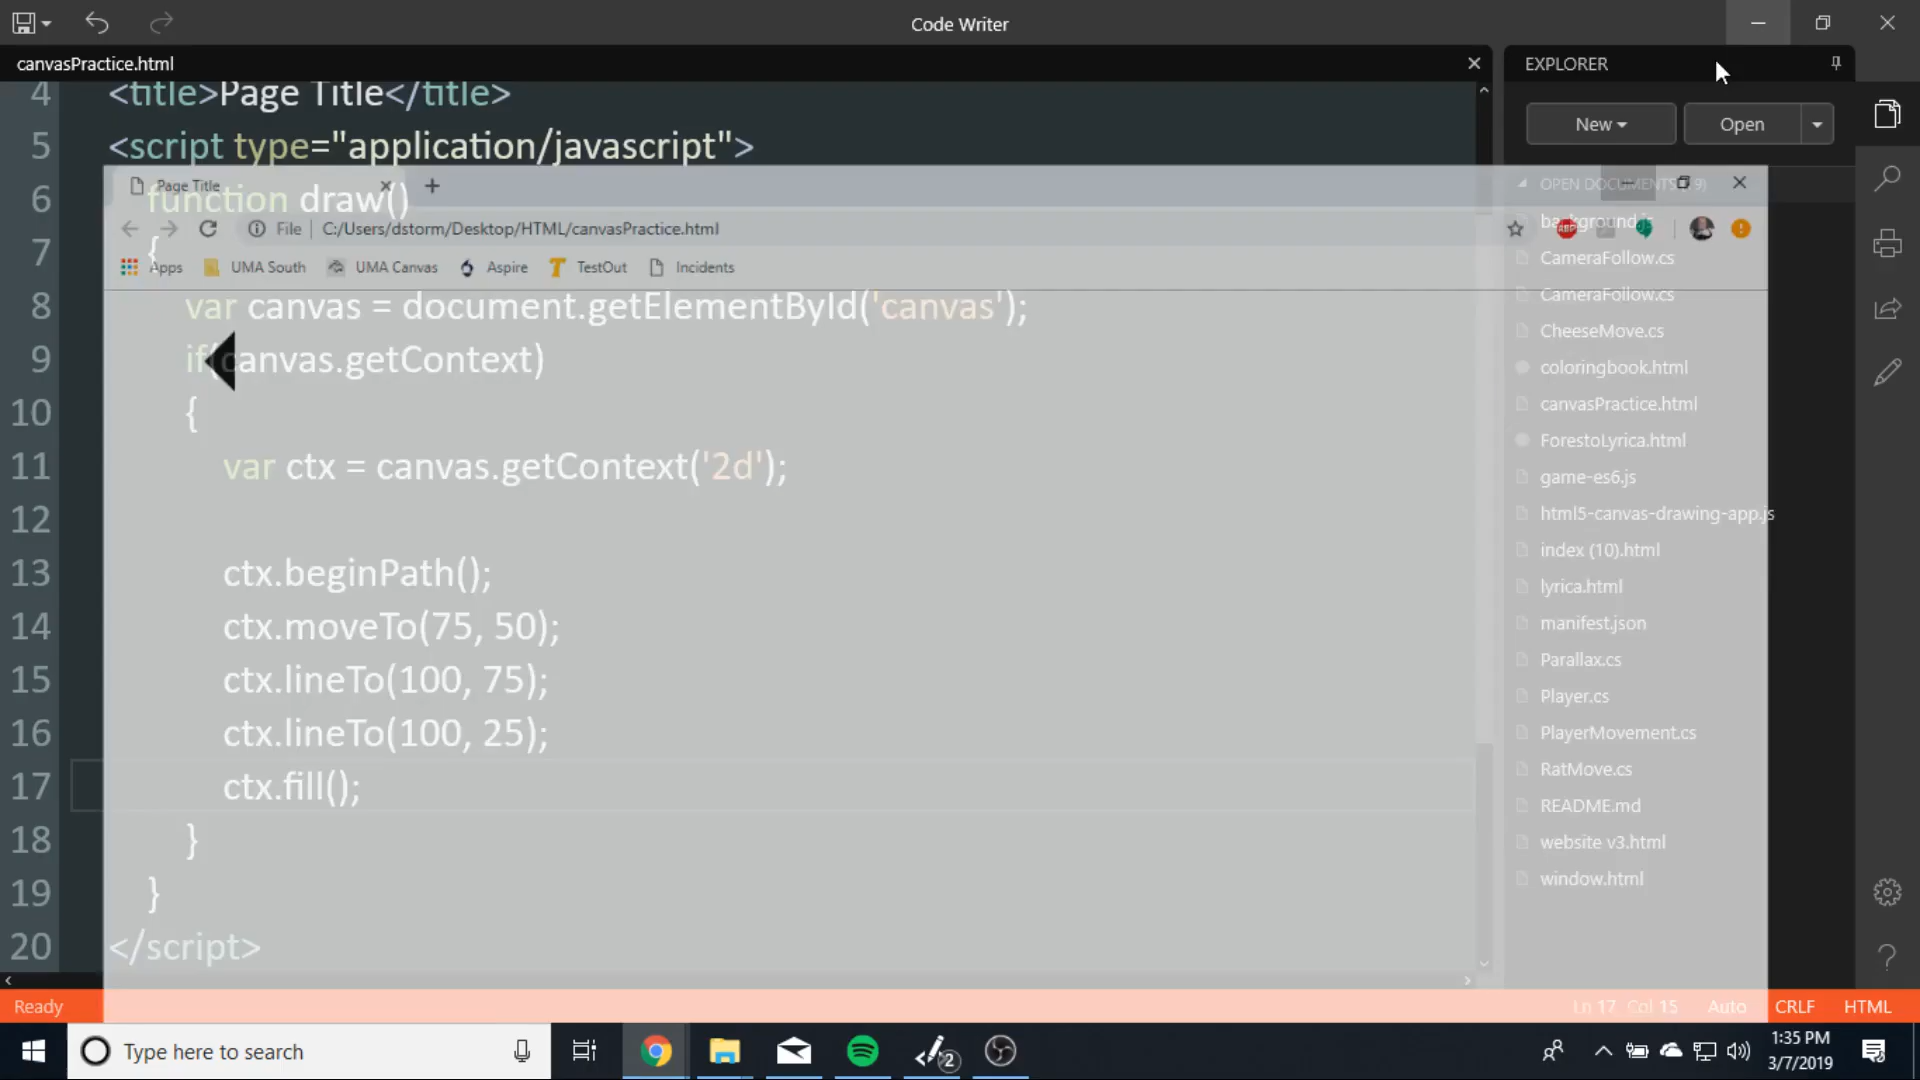 Code Writer
canvasPractice.html
EXPLORER
New
Open
4 <title>Page Title</title>
5 <script type="application/javascript">
6 function draw()
7 {
8 var canvas = document.getElementById('canvas');
9 if(canvas.getContext)
10 {
11 var ctx = canvas.getContext('2d');
12
13 ctx.beginPath();
14 ctx.moveTo(75, 50);
15 ctx.lineTo(100, 75);
16 ctx.lineTo(100, 25);
17 ctx.fill();
18 }
19 }
20 </script>
Page Title
File C:/Users/dstorm/Desktop/HTML/canvasPractice.html
ABP
Apps UMA South UMA Canvas Aspire TestOut Incidents
OPEN DOCUMENTS 9)
background.js
CameraFollow.cs
CameraFollow.cs
CheeseMove.cs
coloringbook.html
canvasPractice.html
ForestoLyrica.html
game-es6.js
html5-canvas-drawing-app.js
index (10).html
lyrica.html
manifest.json
Parallax.cs
Player.cs
PlayerMovement.cs
RatMove.cs
README.md
website v3.html
window.html
Ready
Ln 17 Col 15 Auto CRLF HTML
Type here to search
2
1:35 PM
3/7/2019